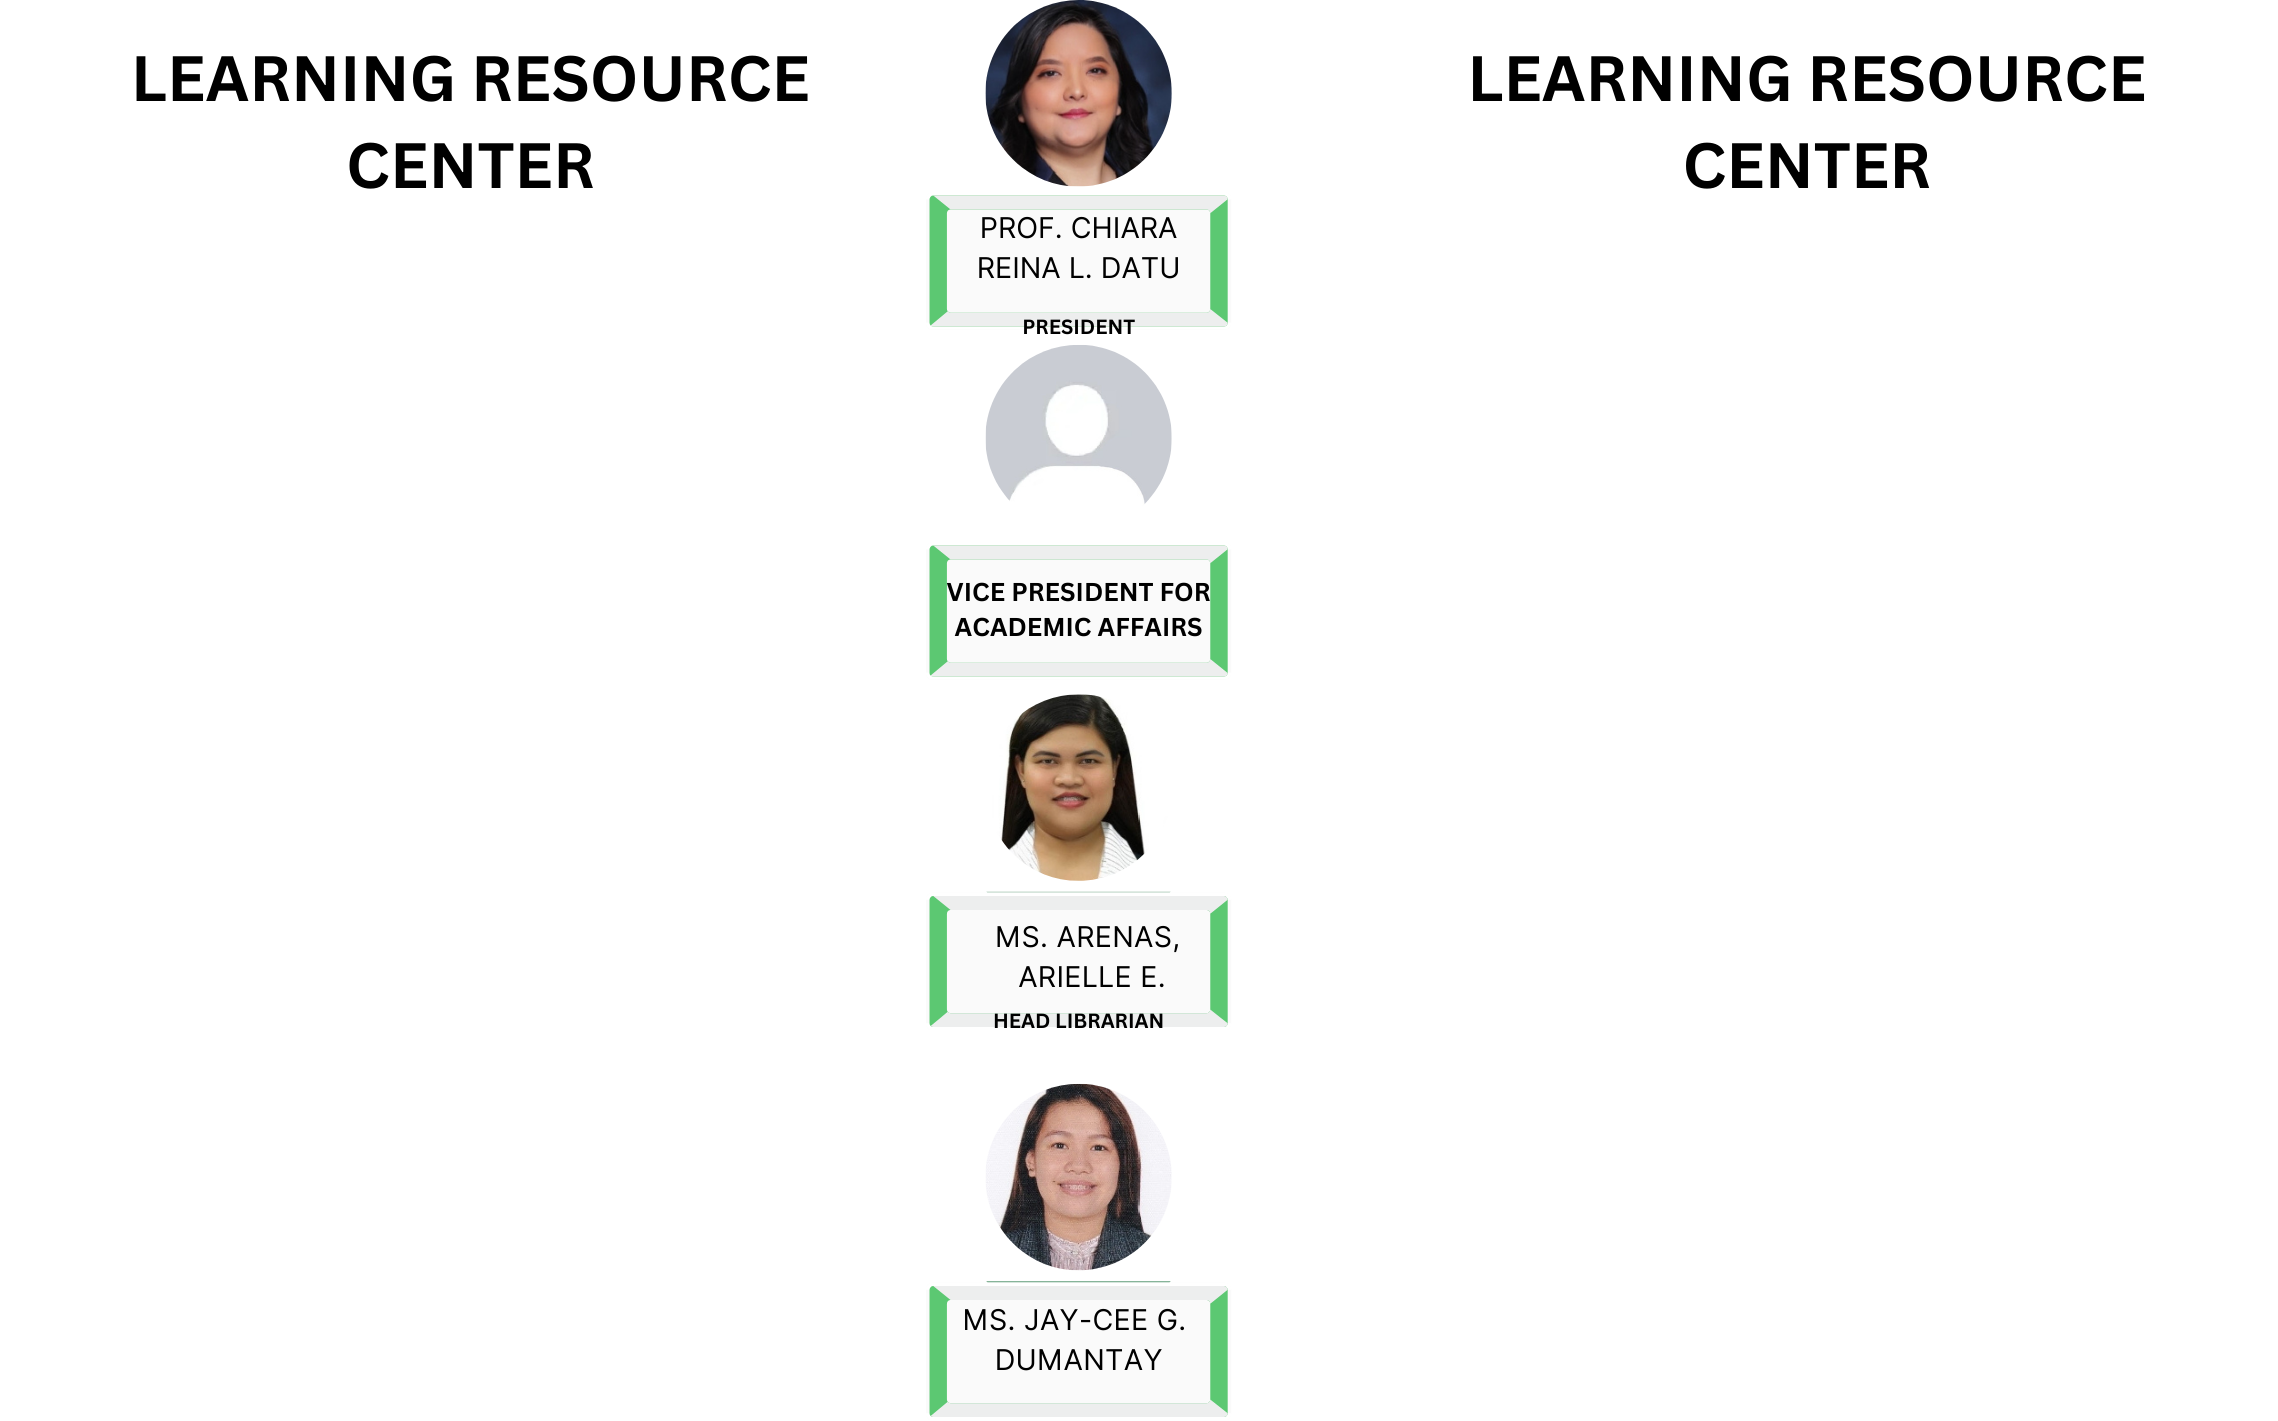 LEARNING RESOURCE
CENTER
LEARNING RESOURCE
CENTER
PROF. CHIARA
REINA L. DATU
PRESIDENT
VICE PRESIDENT FOR
ACADEMIC AFFAIRS
MS. ARENAS,
ARIELLE E.
HEAD LIBRARIAN
MS. JAY-CEE G.
DUMANTAY